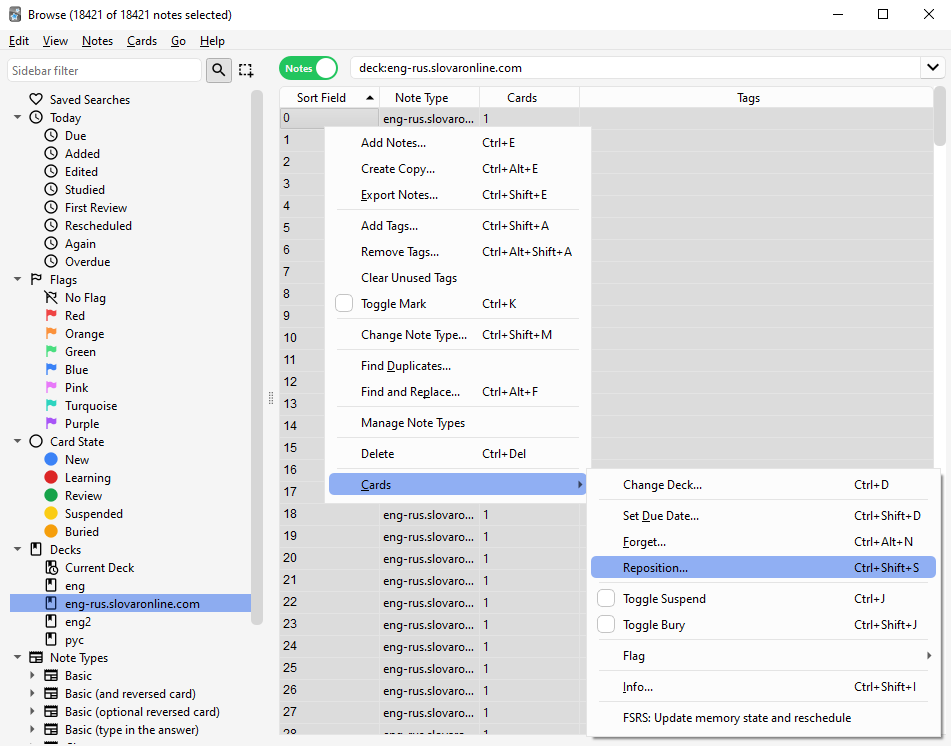 Browse (18421 of 18421 notes selected)
Edit View Notes Cards Go Help
Sidebar filter
Notes
deck:eng-rus.slovaronline.com
Saved Searches
Today
Due
Added
Edited
Studied
First Review
Rescheduled
Again
Overdue
Flags
No Flag
Red
Orange
Green
Blue
Pink
Turquoise
Purple
Card State
New
Learning
Review
Suspended
Buried
Decks
Current Deck
eng
eng-rus.slovaronline.com
eng2
рус
Note Types
Basic
Basic (and reversed card)
Basic (optional reversed card)
Basic (type in the answer)
Sort Field Note Type Cards Tags
0 eng-rus.slovaro... 1
1
2
3
4
5
6
7
8
9
10
11
12
13
14
15
16
17
18 eng-rus.slovaro... 1
19 eng-rus.slovaro... 1
20 eng-rus.slovaro... 1
21 eng-rus.slovaro... 1
22 eng-rus.slovaro... 1
23 eng-rus.slovaro... 1
24 eng-rus.slovaro... 1
25 eng-rus.slovaro... 1
26 eng-rus.slovaro... 1
27 eng-rus.slovaro... 1
Add Notes... Ctrl+E
Create Copy... Ctrl+Alt+E
Export Notes... Ctrl+Shift+E
Add Tags... Ctrl+Shift+A
Remove Tags... Ctrl+Alt+Shift+A
Clear Unused Tags
Toggle Mark Ctrl+K
Change Note Type... Ctrl+Shift+M
Find Duplicates...
Find and Replace... Ctrl+Alt+F
Manage Note Types
Delete Ctrl+Del
Cards
Change Deck... Ctrl+D
Set Due Date... Ctrl+Shift+D
Forget... Ctrl+Alt+N
Reposition... Ctrl+Shift+S
Toggle Suspend Ctrl+J
Toggle Bury Ctrl+Shift+J
Flag
Info... Ctrl+Shift+I
FSRS: Update memory state and reschedule